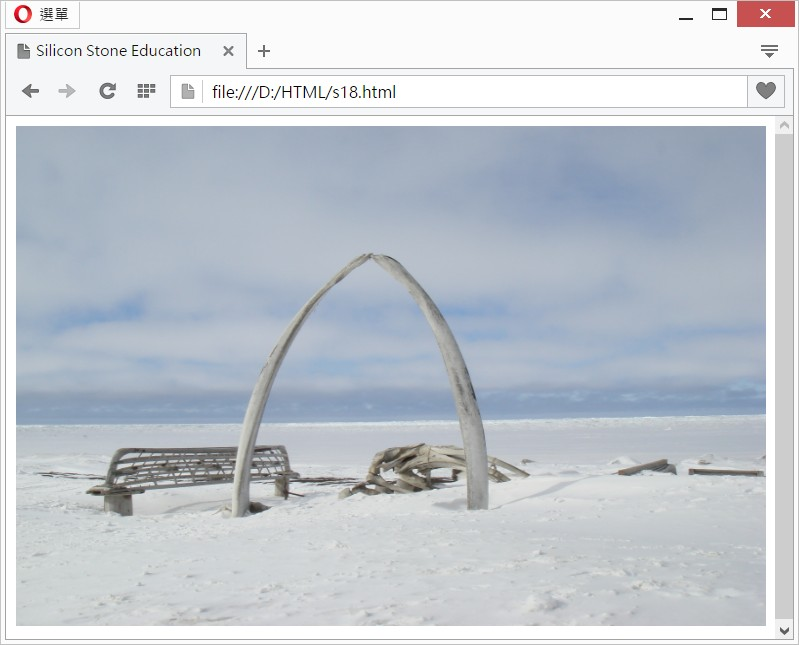 選單
Silicon Stone Education
file:///D:/HTML/s18.html